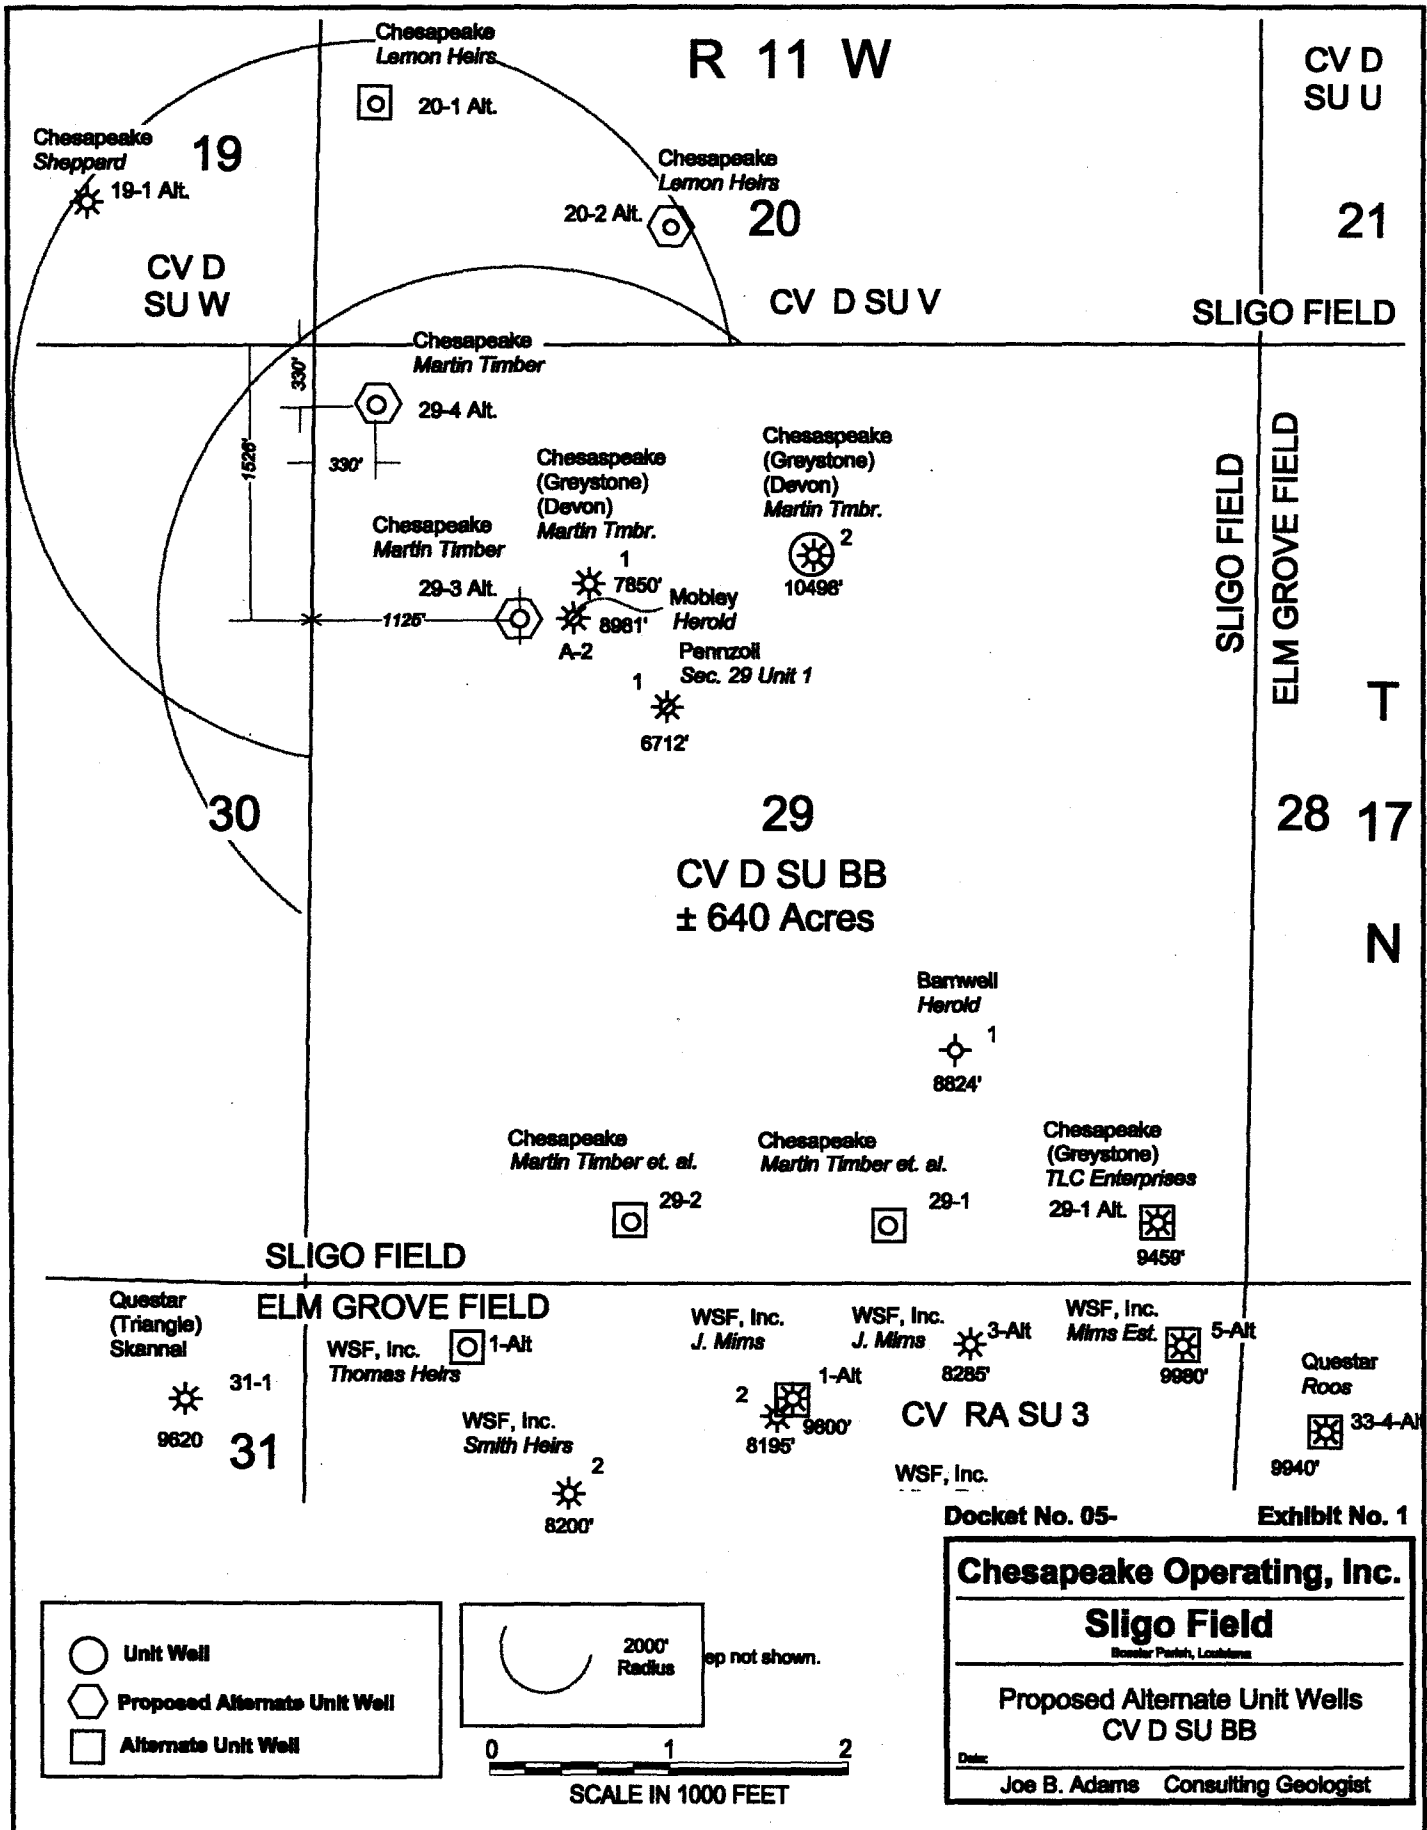 R 11 W
Chesapeake
Lemon Heirs
20-1 Alt.
CV D
SU U
Chesapeake
Sheppard
19
19-1 Alt.
Chesapeake
Lemon Heirs
20-2 Alt.
20
21
CV D
SU W
CV D SU V
SLIGO FIELD
Chesapeake
Martin Timber
29-4 Alt.
330'
330'
1526'
Chesaspeake
(Greystone)
(Devon)
Martin Tmbr.
1
7850'
Chesaspeake
(Greystone)
(Devon)
Martin Tmbr.
2
10496'
Chesapeake
Martin Timber
29-3 Alt.
1125'
Mobley
Herold
8981'
A-2
Pennzoil
Sec. 29 Unit 1
1
6712'
SLIGO FIELD
ELM GROVE FIELD
T
17
N
30
29
28
CV D SU BB
± 640 Acres
Barnwell
Herold
1
8824'
Chesapeake
Martin Timber et. al.
29-2
Chesapeake
Martin Timber et. al.
29-1
Chesapeake
(Greystone)
TLC Enterprises
29-1 Alt.
9459'
SLIGO FIELD
ELM GROVE FIELD
Questar
(Triangle)
Skannal
31-1
9620
31
WSF, Inc.
Thomas Heirs
1-Alt
WSF, Inc.
Smith Heirs
2
8200'
WSF, Inc.
J. Mims
1-Alt
2
9600'
8195'
WSF, Inc.
J. Mims
3-Alt
8285'
WSF, Inc.
Mims Est.
5-Alt
9980'
CV RA SU 3
WSF, Inc.
Questar
Roos
33-4-Alt
9940'
Docket No. 05-
Exhibit No. 1
Chesapeake Operating, Inc.
Sligo Field
Bossier Parish, Louisiana
Proposed Alternate Unit Wells
CV D SU BB
Date:
Joe B. Adams Consulting Geologist
Unit Well
Proposed Alternate Unit Well
Alternate Unit Well
2000'
Radius
ep not shown.
0 1 2
SCALE IN 1000 FEET